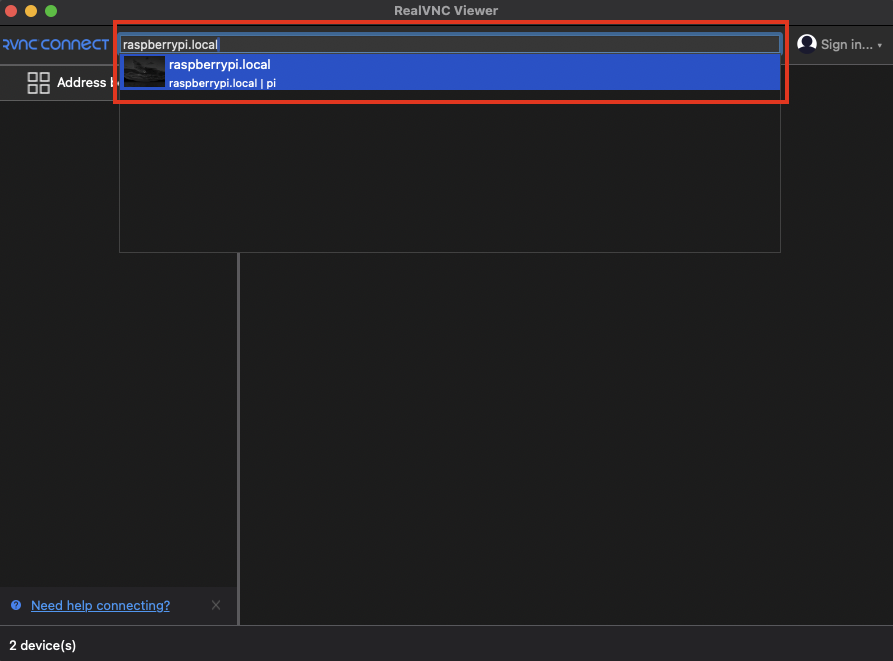 RealVNC Viewer
RVNC CONNECT
raspberrypi.local
Sign in...
raspberrypi.local
raspberrypi.local | pi
Address b
? Need help connecting? X
2 device(s)